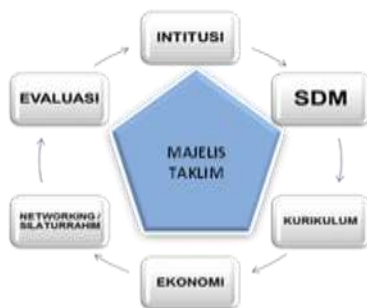 INTITUSI
SDM
KURIKULUM
EKONOMI
NETWORKING /
SILATURRAHIM
EVALUASI
MAJELIS
TAKLIM